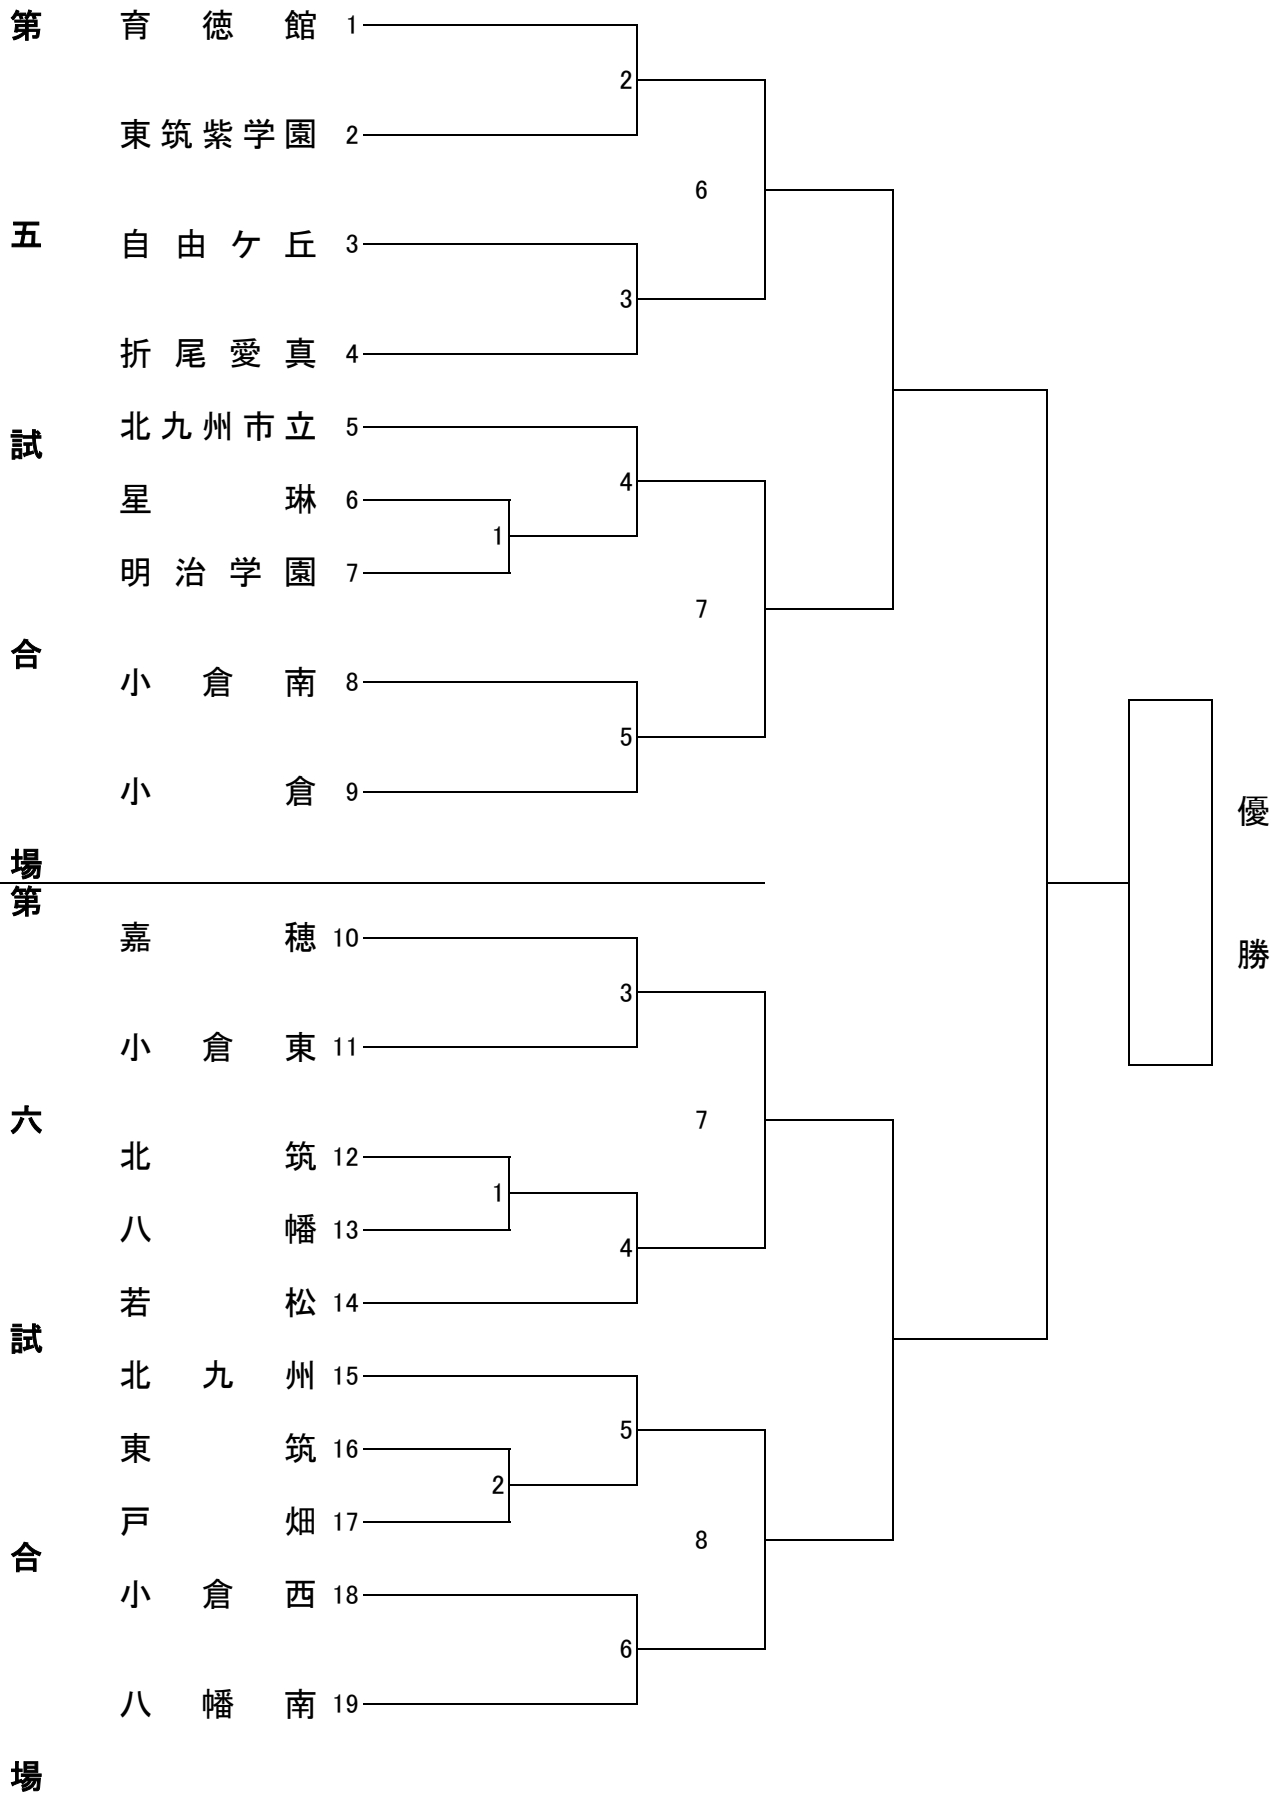 第五試合場
育徳館 1
東筑紫学園 2
自由ケ丘 3
折尾愛真 4
北九州市立 5
星琳 6
明治学園 7
小倉南 8
小倉 9
2
3
1
4
5
6
7
第六試合場
嘉穂 10
小倉東 11
北筑 12
八幡 13
若松 14
北九州 15
東筑 16
戸畑 17
小倉西 18
八幡南 19
3
1
4
5
2
6
7
8
優勝